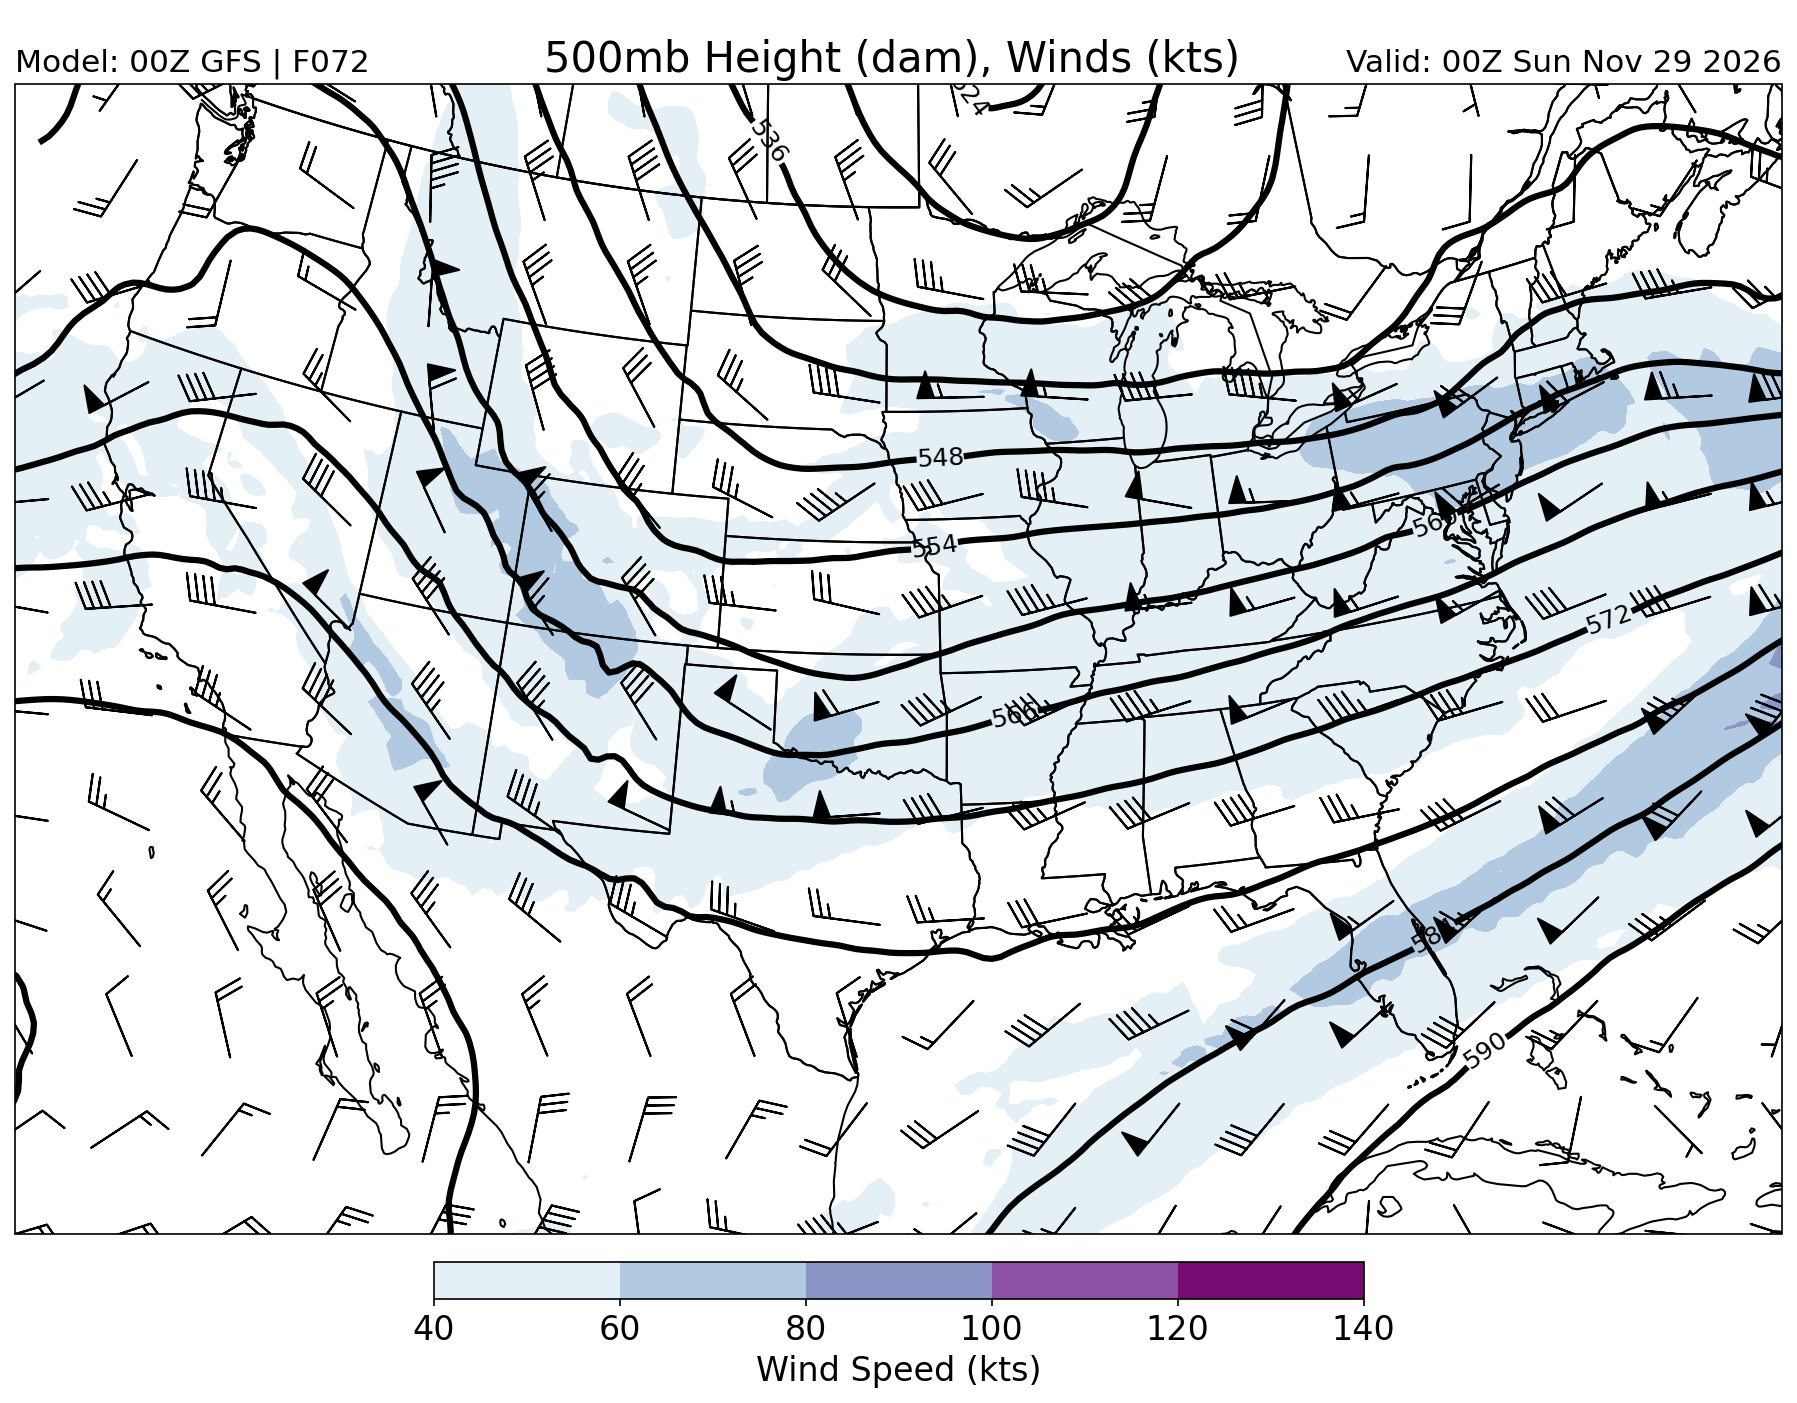 Model: 00Z GFS | F072
500mb Height (dam), Winds (kts)
Valid: 00Z Sun Nov 29 2026
536
548
554
572
566
590
40 60 80 100 120 140
Wind Speed (kts)